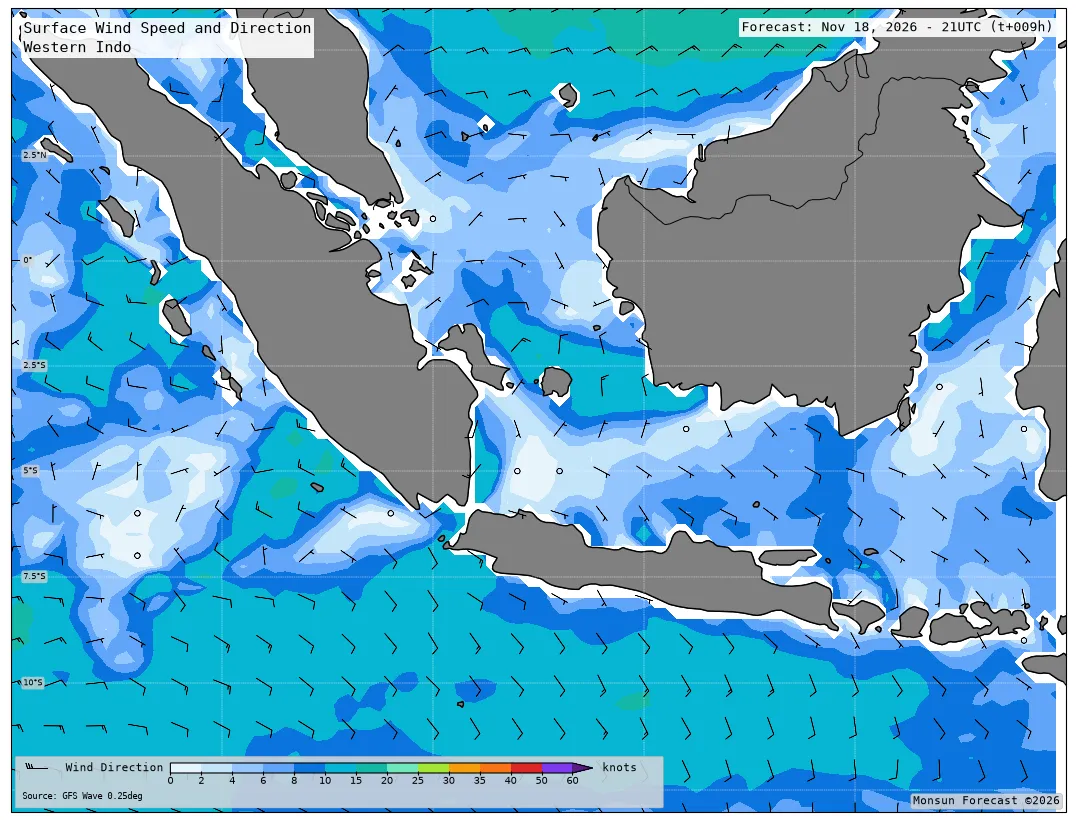 Surface Wind Speed and Direction
Western Indo
Forecast: Nov 18, 2026 - 21UTC (t+009h)
2.5°N
0°
2.5°S
5°S
7.5°S
10°S
Wind Direction
0 2 4 6 8 10 15 20 25 30 35 40 50 60
knots
Source: GFS Wave 0.25deg
Monsun Forecast ©2026